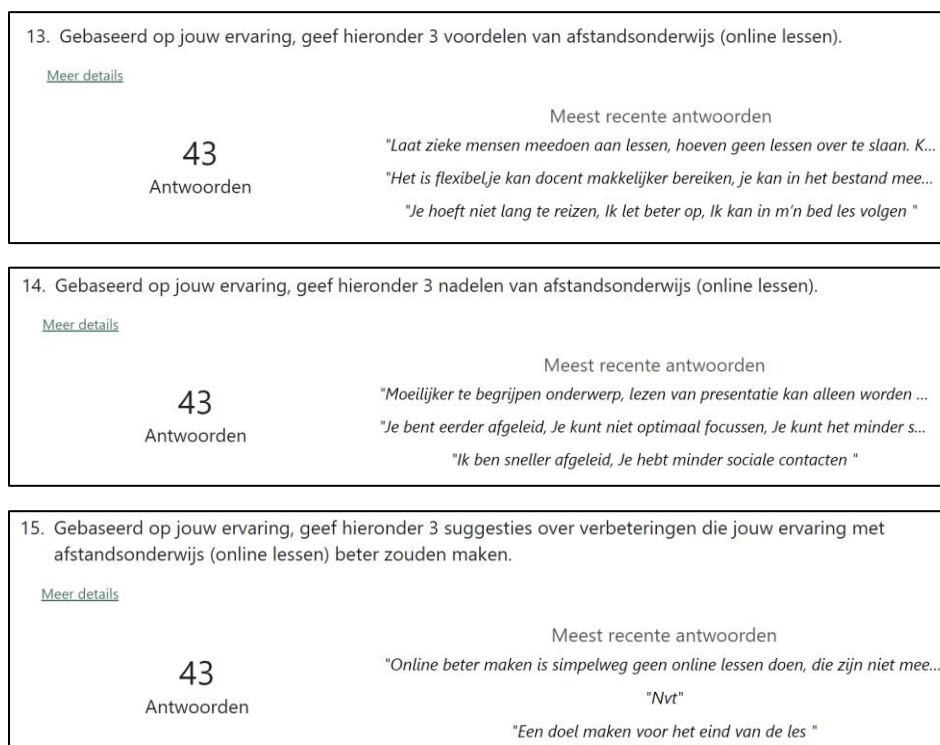 13. Gebaseerd op jouw ervaring, geef hieronder 3 voordelen van afstandsonderwijs (online lessen).
Meer details
Meest recente antwoorden
43
Antwoorden
"Laat zieke mensen meedoen aan lessen, hoeven geen lessen over te slaan. K...
"Het is flexibel,je kan docent makkelijker bereiken, je kan in het bestand mee...
"Je hoeft niet lang te reizen, Ik let beter op, Ik kan in m'n bed les volgen "
14. Gebaseerd op jouw ervaring, geef hieronder 3 nadelen van afstandsonderwijs (online lessen).
Meer details
Meest recente antwoorden
43
Antwoorden
"Moeilijker te begrijpen onderwerp, lezen van presentatie kan alleen worden ...
"Je bent eerder afgeleid, Je kunt niet optimaal focussen, Je kunt het minder s...
"Ik ben sneller afgeleid, Je hebt minder sociale contacten "
15. Gebaseerd op jouw ervaring, geef hieronder 3 suggesties over verbeteringen die jouw ervaring met
afstandsonderwijs (online lessen) beter zouden maken.
Meer details
Meest recente antwoorden
43
Antwoorden
"Online beter maken is simpelweg geen online lessen doen, die zijn niet mee...
"Nvt"
"Een doel maken voor het eind van de les "